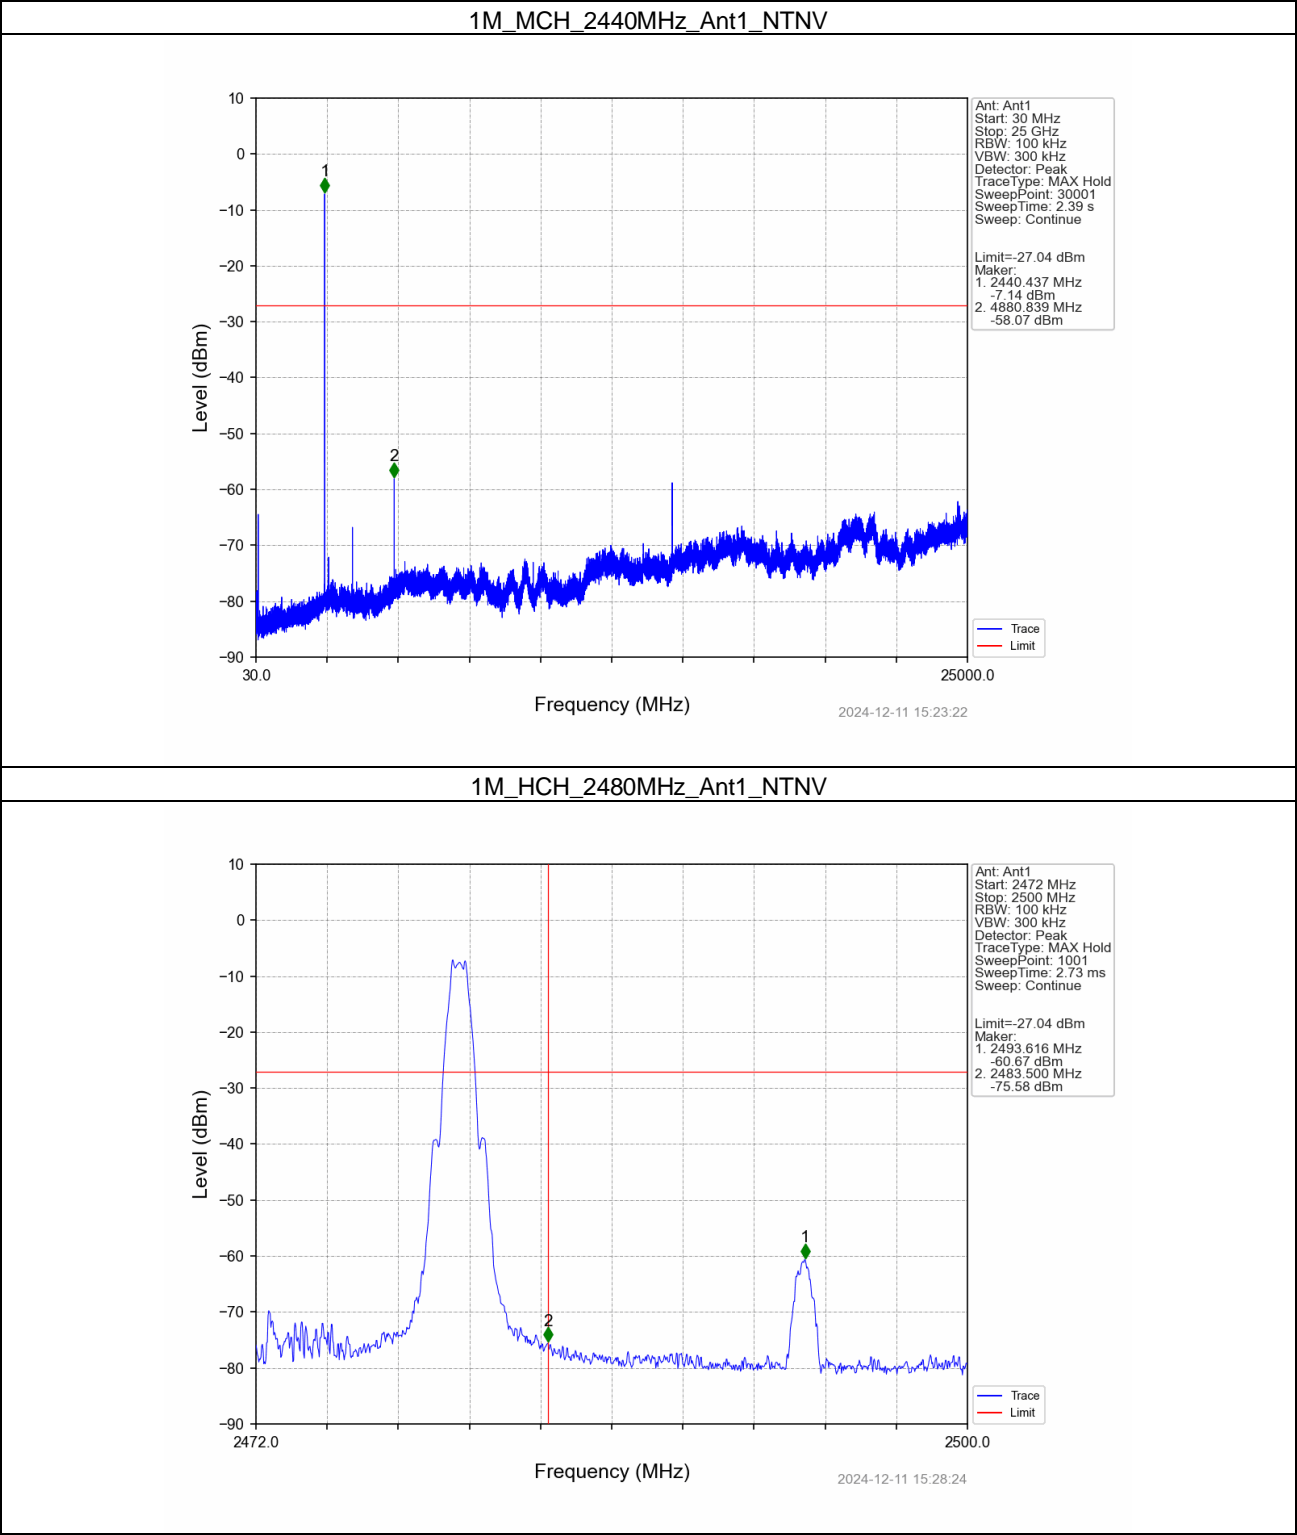 1M_MCH_2440MHz_Ant1_NTNV
10
0
−10
−20
−30
−40
−50
−60
−70
−80
−90
Level (dBm)
1
2
30.0
25000.0
Frequency (MHz)
2024-12-11 15:23:22
Ant: Ant1
Start: 30 MHz
Stop: 25 GHz
RBW: 100 kHz
VBW: 300 kHz
Detector: Peak
TraceType: MAX Hold
SweepPoint: 30001
SweepTime: 2.39 s
Sweep: Continue
Limit=-27.04 dBm
Maker:
1. 2440.437 MHz
-7.14 dBm
2. 4880.839 MHz
-58.07 dBm
Trace
Limit
1M_HCH_2480MHz_Ant1_NTNV
10
0
−10
−20
−30
−40
−50
−60
−70
−80
−90
Level (dBm)
1
2
2472.0
2500.0
Frequency (MHz)
2024-12-11 15:28:24
Ant: Ant1
Start: 2472 MHz
Stop: 2500 MHz
RBW: 100 kHz
VBW: 300 kHz
Detector: Peak
TraceType: MAX Hold
SweepPoint: 1001
SweepTime: 2.73 ms
Sweep: Continue
Limit=-27.04 dBm
Maker:
1. 2493.616 MHz
-60.67 dBm
2. 2483.500 MHz
-75.58 dBm
Trace
Limit